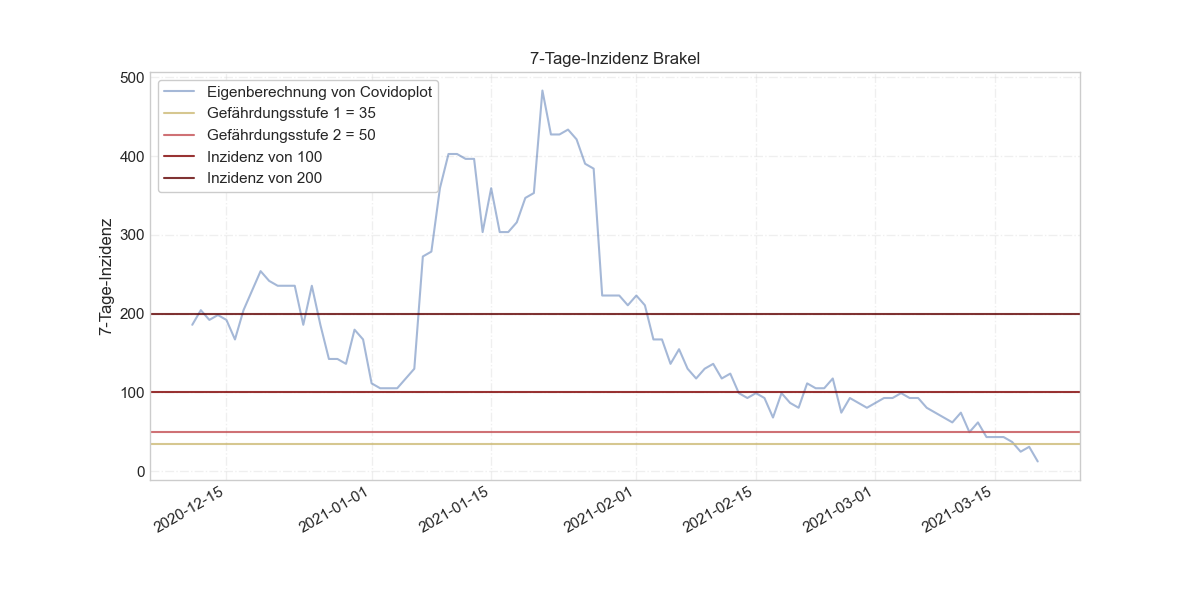 7-Tage-Inzidenz Brakel
500
400
300
200
100
0
7-Tage-Inzidenz
Eigenberechnung von Covidoplot
Gefährdungsstufe 1 = 35
Gefährdungsstufe 2 = 50
Inzidenz von 100
Inzidenz von 200
2020-12-15
2021-01-01
2021-01-15
2021-02-01
2021-02-15
2021-03-01
2021-03-15